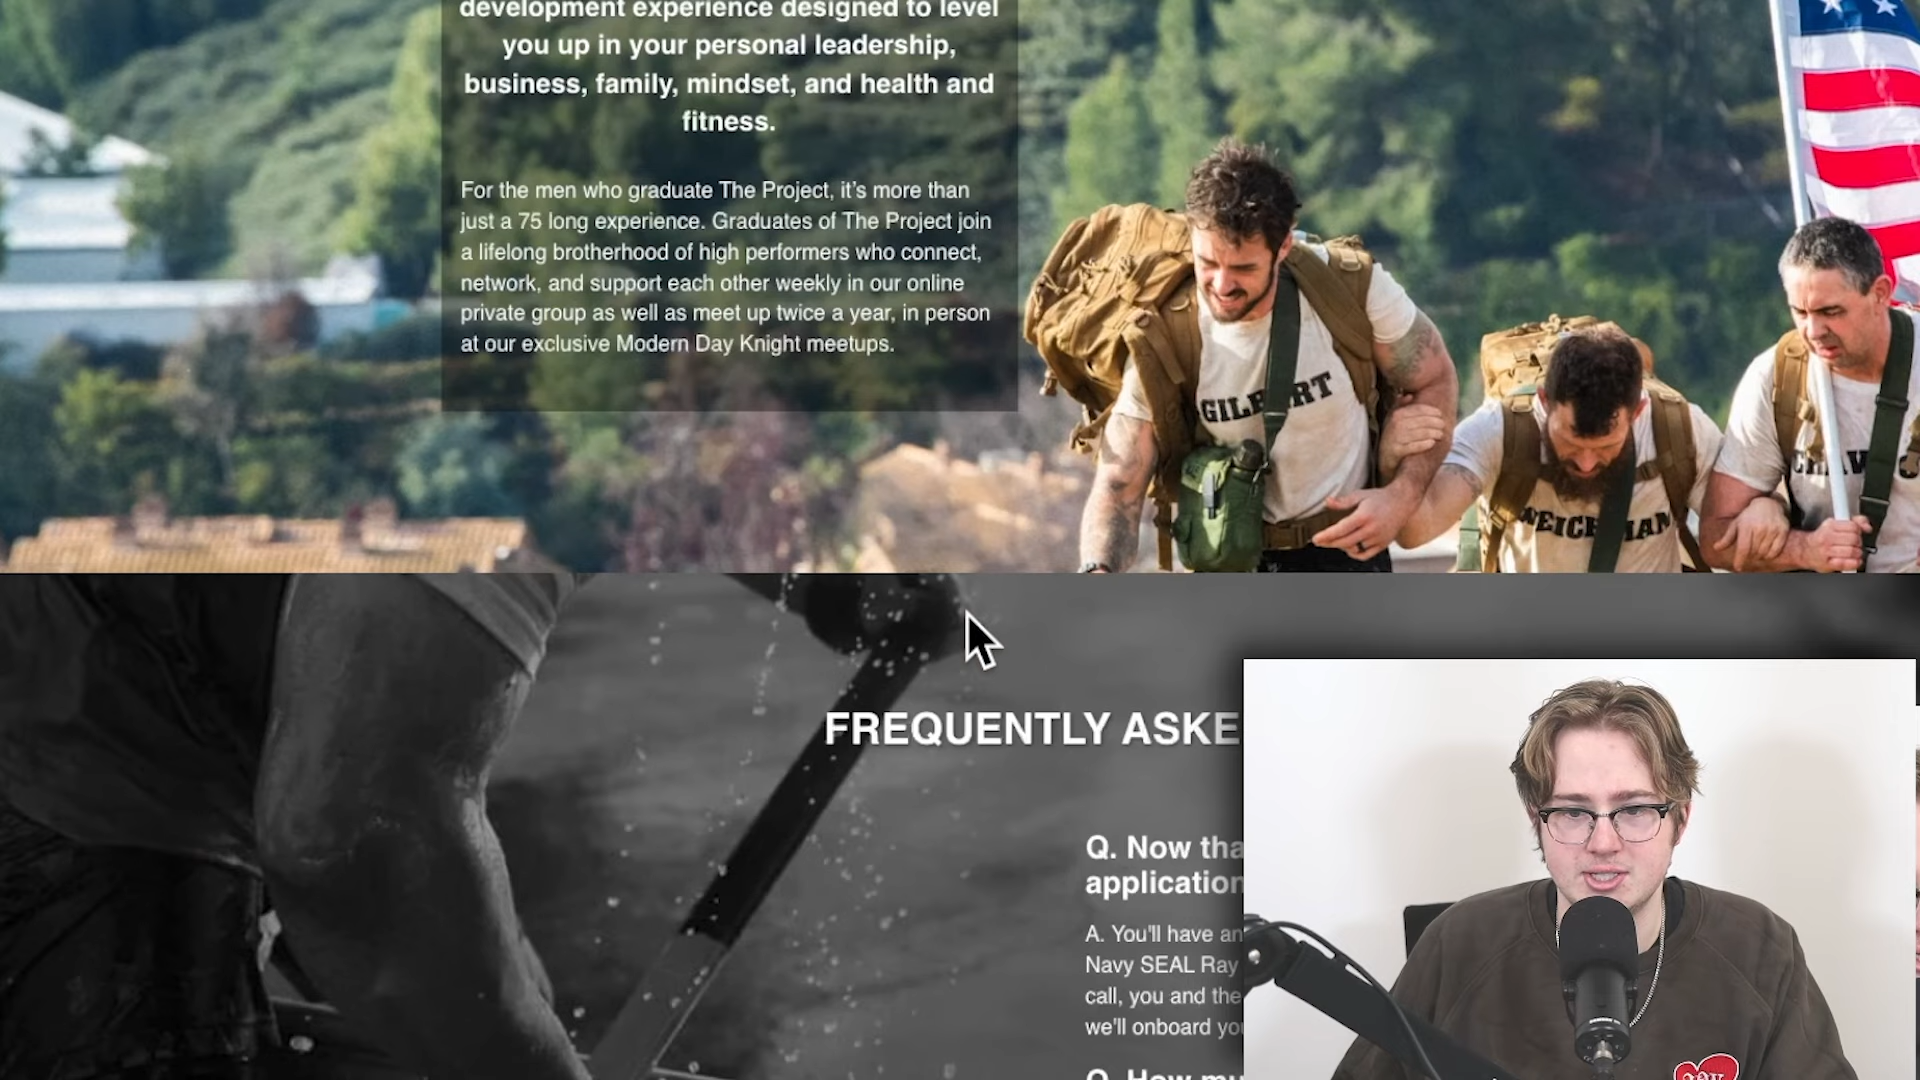 development experience designed to level
you up in your personal leadership,
business, family, mindset, and health and
fitness.
For the men who graduate The Project, it’s more than
just a 75 long experience. Graduates of The Project join
a lifelong brotherhood of high performers who connect,
network, and support each other weekly in our online
private group as well as meet up twice a year, in person
at our exclusive Modern Day Knight meetups.
FREQUENTLY ASKE
Q. Now tha
application
A. You'll have an
Navy SEAL Ray
call, you and the
we'll onboard you
Q. How mu